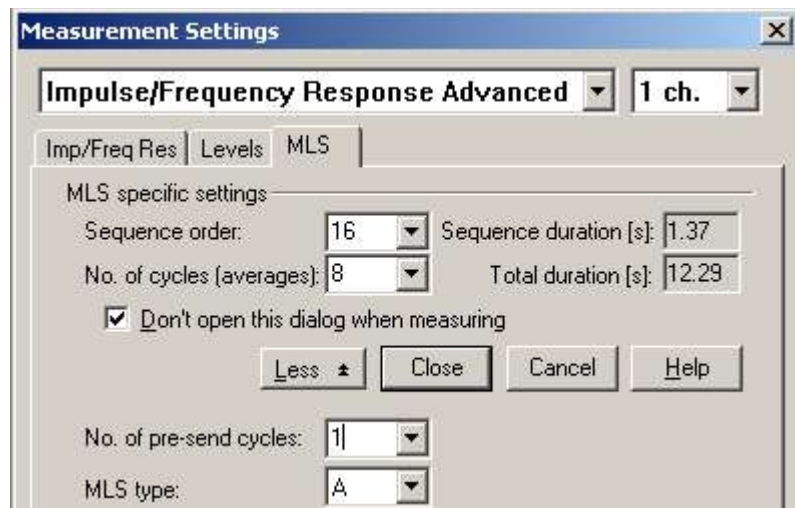 Measurement Settings
Impulse/Frequency Response Advanced 1 ch.
Imp/Freq Res Levels MLS
MLS specific settings
Sequence order: 16 Sequence duration [s]: 1.37
No. of cycles (averages): 8 Total duration [s]: 12.29
Don't open this dialog when measuring
Less Close Cancel Help
No. of pre-send cycles: 1
MLS type: A